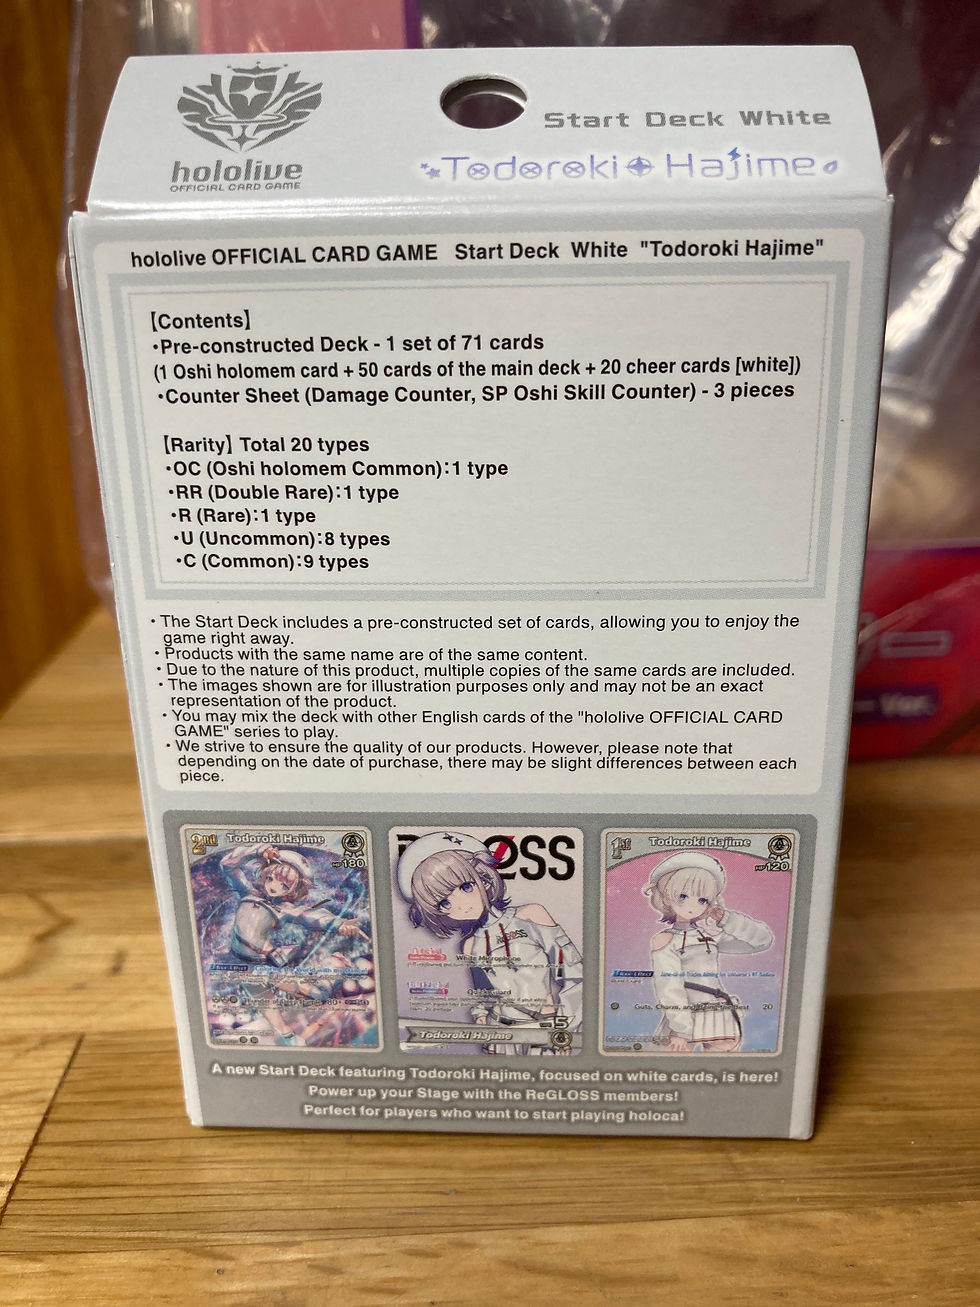 hololive
OFFICIAL CARD GAME
Start Deck White
Todoroki Hajime
hololive OFFICIAL CARD GAME Start Deck White "Todoroki Hajime"
【Contents】
・Pre-constructed Deck - 1 set of 71 cards
(1 Oshi holomem card + 50 cards of the main deck + 20 cheer cards [white])
・Counter Sheet (Damage Counter, SP Oshi Skill Counter) - 3 pieces
【Rarity】 Total 20 types
・OC (Oshi holomem Common):1 type
・RR (Double Rare):1 type
・R (Rare):1 type
・U (Uncommon):8 types
・C (Common):9 types
・The Start Deck includes a pre-constructed set of cards, allowing you to enjoy the
game right away.
・Products with the same name are of the same content.
・Due to the nature of this product, multiple copies of the same cards are included.
・The images shown are for illustration purposes only and may not be an exact
representation of the product.
・You may mix the deck with other English cards of the "hololive OFFICIAL CARD
GAME" series to play.
・We strive to ensure the quality of our products. However, please note that
depending on the date of purchase, there may be slight differences between each
piece.
2nd Todoroki Hajime
HP180
White Microphone
Quick Guard
5
Todoroki Hajime
1st Todoroki Hajime
HP120
20
A new Start Deck featuring Todoroki Hajime, focused on white cards, is here!
Power up your Stage with the ReGLOSS members!
Perfect for players who want to start playing holoca!
Ver.